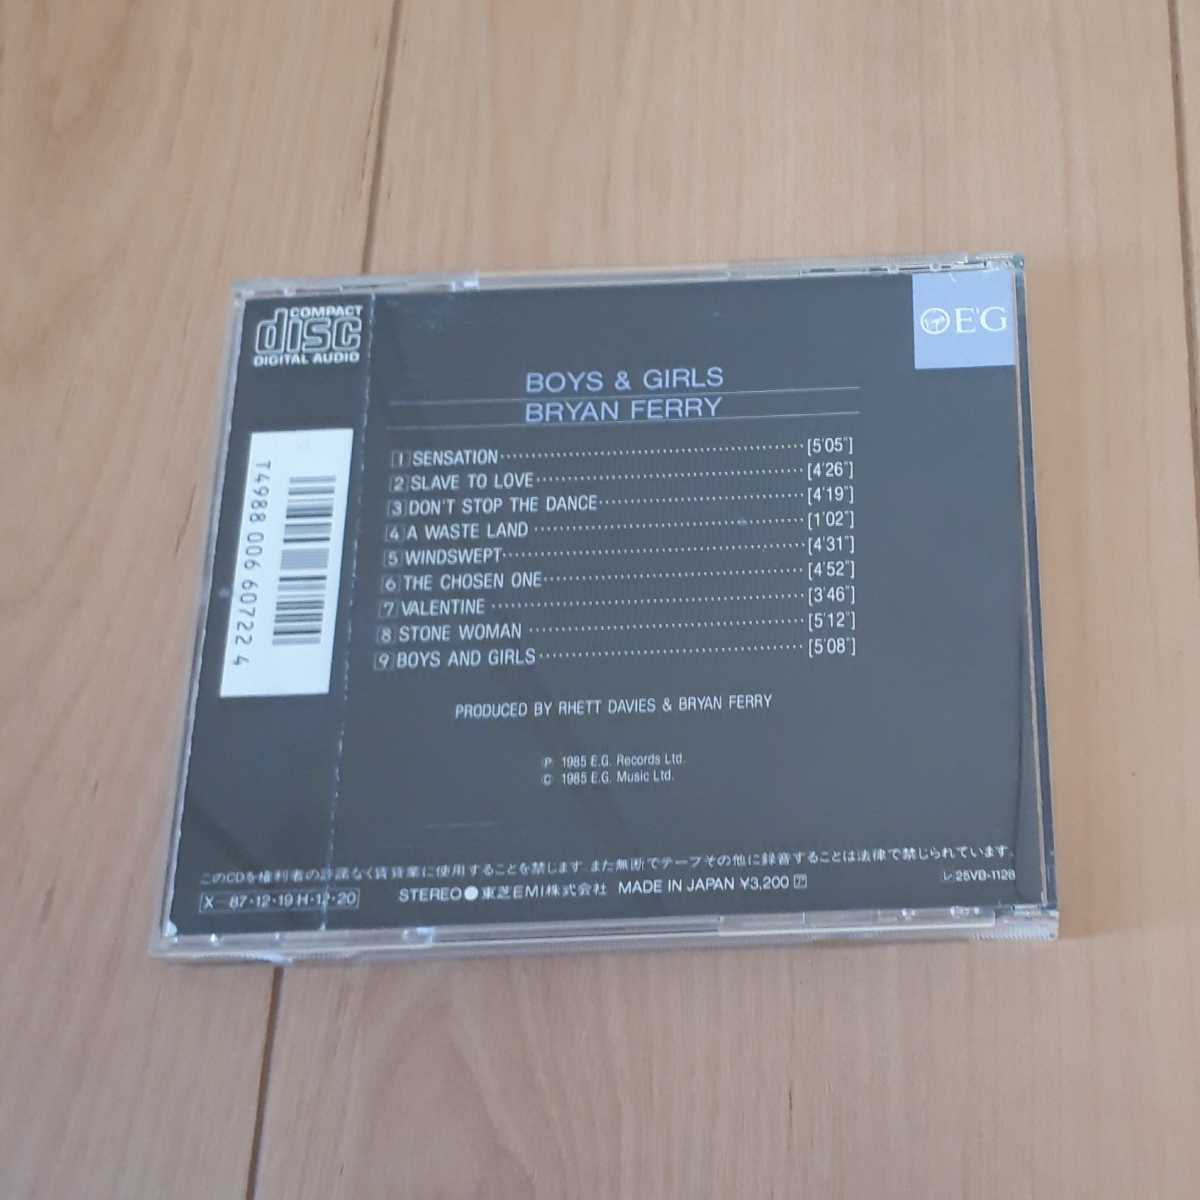 COMPACT
disc
DIGITAL AUDIO
E'G
BOYS & GIRLS
BRYAN FERRY
1 SENSATION [5'05"]
2 SLAVE TO LOVE [4'26"]
3 DON'T STOP THE DANCE [4'19"]
4 A WASTE LAND [1'02"]
5 WINDSWEPT [4'31"]
6 THE CHOSEN ONE [4'52"]
7 VALENTINE [3'46"]
8 STONE WOMAN [5'12"]
9 BOYS AND GIRLS [5'08"]
T4988 006 60722 4
PRODUCED BY RHETT DAVIES & BRYAN FERRY
Ⓟ 1985 E.G. Records Ltd.
© 1985 E.G. Music Ltd.
このCDを権利者の許諾なく賃貸業に使用することを禁じます。また無断でテープその他に録音することは法律で禁じられています。
X-87・12・19 H・12・20
STEREO●東芝EMI株式会社 MADE IN JAPAN ¥3,200 ア
レ-25VB-1128